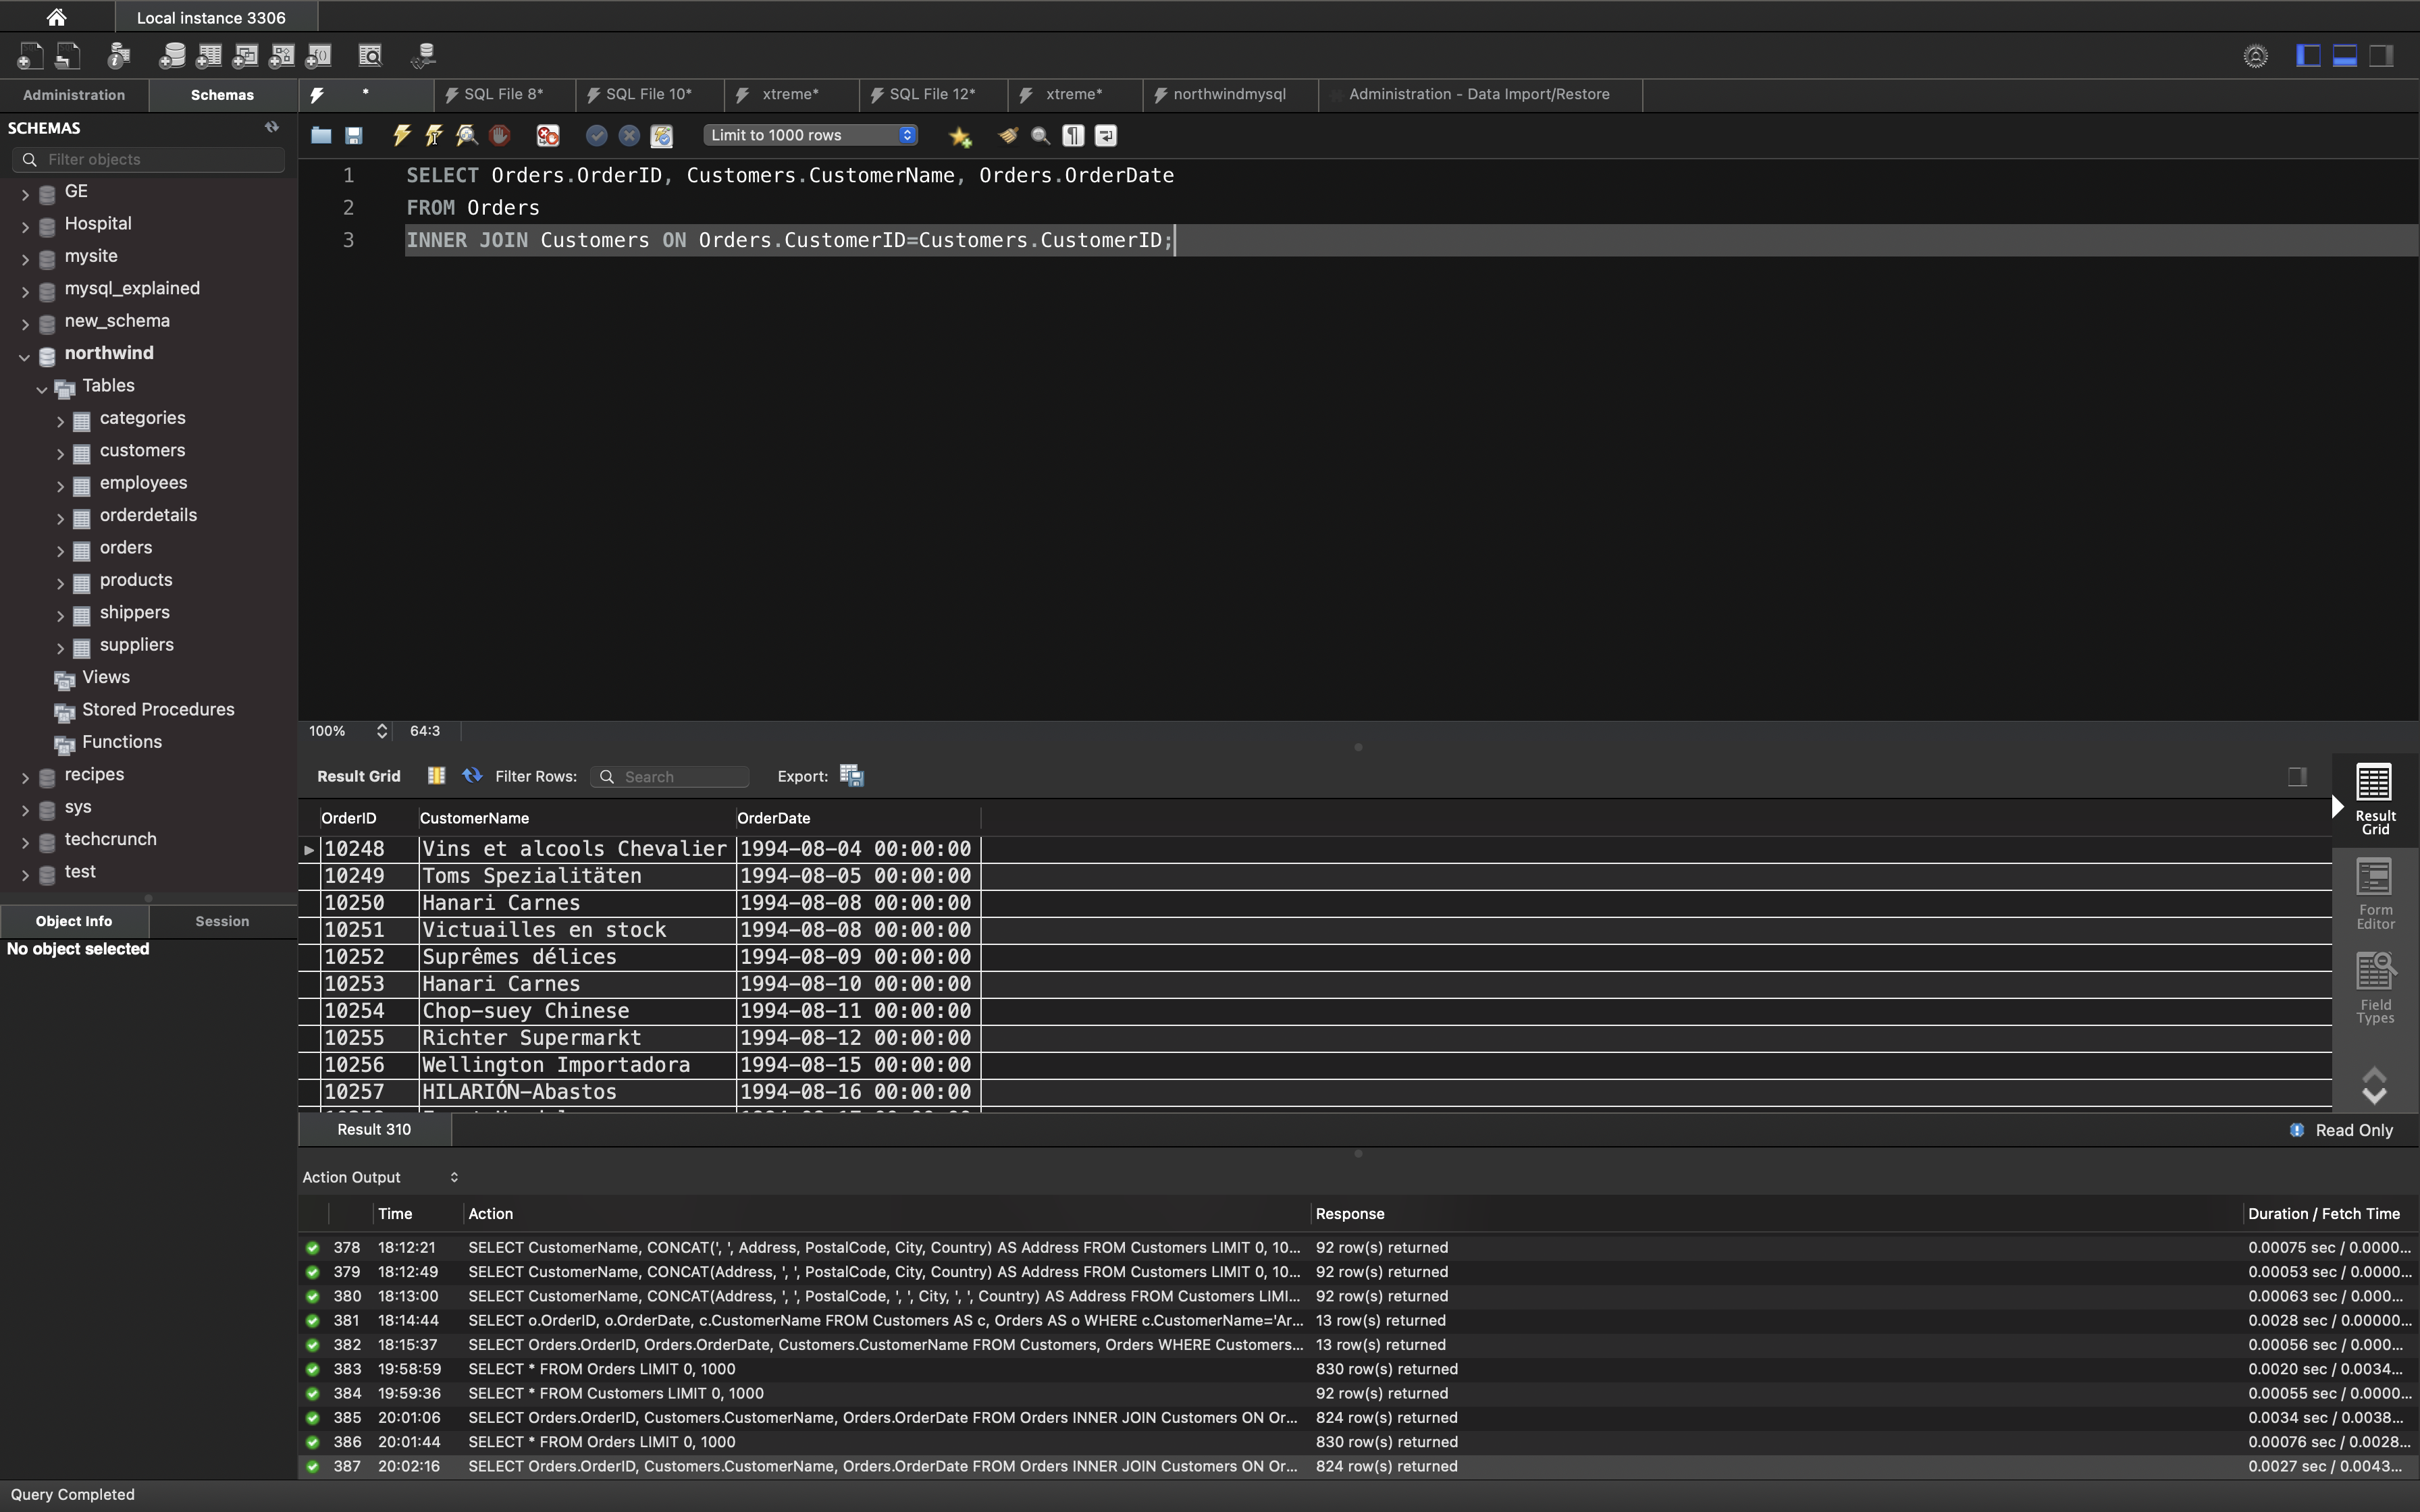 Local instance 3306
Administration
Schemas
*
SQL File 8*
SQL File 10*
xtreme*
SQL File 12*
xtreme*
northwindmysql
Administration - Data Import/Restore
SCHEMAS
Filter objects
GE
Hospital
mysite
mysql_explained
new_schema
northwind
Tables
categories
customers
employees
orderdetails
orders
products
shippers
suppliers
Views
Stored Procedures
Functions
recipes
sys
techcrunch
test
Object Info
Session
No object selected
Limit to 1000 rows
1 SELECT Orders.OrderID, Customers.CustomerName, Orders.OrderDate
2 FROM Orders
3 INNER JOIN Customers ON Orders.CustomerID=Customers.CustomerID;
100% 64:3
Result Grid Filter Rows: Search Export:
OrderID CustomerName OrderDate
10248 Vins et alcools Chevalier 1994-08-04 00:00:00
10249 Toms Spezialitäten 1994-08-05 00:00:00
10250 Hanari Carnes 1994-08-08 00:00:00
10251 Victuailles en stock 1994-08-08 00:00:00
10252 Suprêmes délices 1994-08-09 00:00:00
10253 Hanari Carnes 1994-08-10 00:00:00
10254 Chop-suey Chinese 1994-08-11 00:00:00
10255 Richter Supermarkt 1994-08-12 00:00:00
10256 Wellington Importadora 1994-08-15 00:00:00
10257 HILARIÓN-Abastos 1994-08-16 00:00:00
Result
Grid
Form
Editor
Field
Types
Result 310
Read Only
Action Output
Time Action Response Duration / Fetch Time
378 18:12:21 SELECT CustomerName, CONCAT(', ', Address, PostalCode, City, Country) AS Address FROM Customers LIMIT 0, 10... 92 row(s) returned 0.00075 sec / 0.0000...
379 18:12:49 SELECT CustomerName, CONCAT(Address, ', ', PostalCode, City, Country) AS Address FROM Customers LIMIT 0, 10... 92 row(s) returned 0.00053 sec / 0.0000...
380 18:13:00 SELECT CustomerName, CONCAT(Address, ', ', PostalCode, ', ', City, ', ', Country) AS Address FROM Customers LIMI... 92 row(s) returned 0.00063 sec / 0.000...
381 18:14:44 SELECT o.OrderID, o.OrderDate, c.CustomerName FROM Customers AS c, Orders AS o WHERE c.CustomerName='Ar... 13 row(s) returned 0.0028 sec / 0.00000...
382 18:15:37 SELECT Orders.OrderID, Orders.OrderDate, Customers.CustomerName FROM Customers, Orders WHERE Customers... 13 row(s) returned 0.00056 sec / 0.000...
383 19:58:59 SELECT * FROM Orders LIMIT 0, 1000 830 row(s) returned 0.0020 sec / 0.0034...
384 19:59:36 SELECT * FROM Customers LIMIT 0, 1000 92 row(s) returned 0.00055 sec / 0.0000...
385 20:01:06 SELECT Orders.OrderID, Customers.CustomerName, Orders.OrderDate FROM Orders INNER JOIN Customers ON Or... 824 row(s) returned 0.0034 sec / 0.0038...
386 20:01:44 SELECT * FROM Orders LIMIT 0, 1000 830 row(s) returned 0.00076 sec / 0.0028...
387 20:02:16 SELECT Orders.OrderID, Customers.CustomerName, Orders.OrderDate FROM Orders INNER JOIN Customers ON Or... 824 row(s) returned 0.0027 sec / 0.0043...
Query Completed